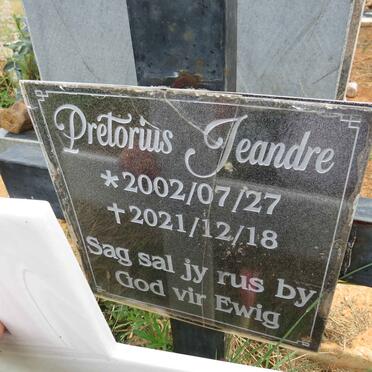 Pretorius Jeandre
*2002/07/27
†2021/12/18
Sag sal jy rus by
God vir Ewig